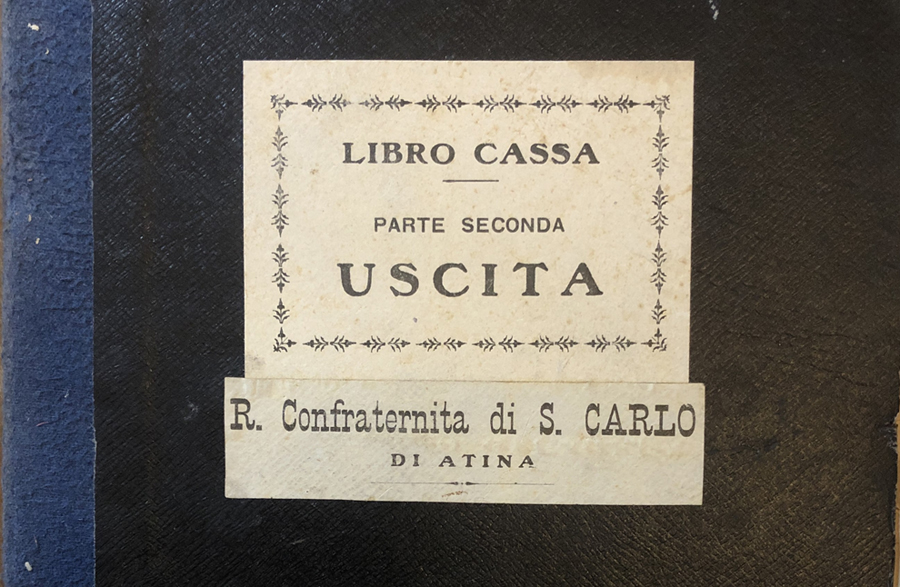 LIBRO CASSA
PARTE SECONDA
USCITA
R. Confraternita di S. CARLO
DI ATINA